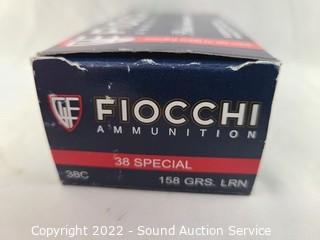 FIOCCHI
AMMUNITION
38 SPECIAL
38C 158 GRS. LRN
Copyright 2022 - Sound Auction Service